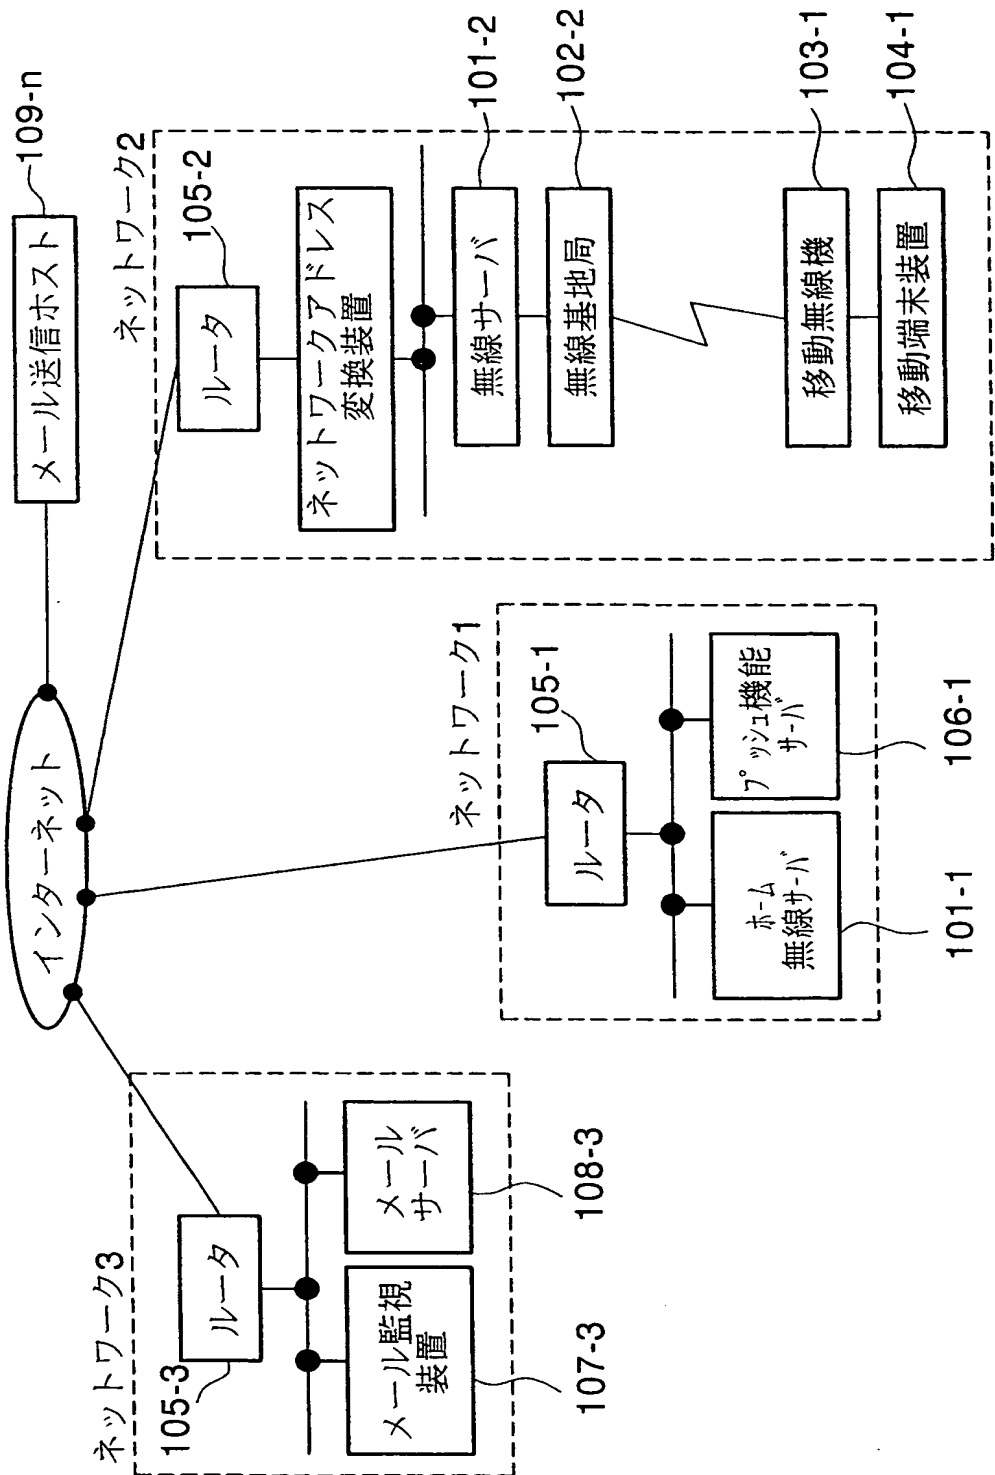 インターネット
メール送信ホスト
109-n
ネットワーク3
105-3
ルータ
メール監視
装置
107-3
メール
サーバ
108-3
ネットワーク1
105-1
ルータ
ホーム
無線サーバ
101-1
プッシュ機能
サーバ
106-1
ネットワーク2
105-2
ルータ
ネットワークアドレス
変換装置
無線サーバ
101-2
無線基地局
102-2
移動無線機
103-1
移動端末装置
104-1